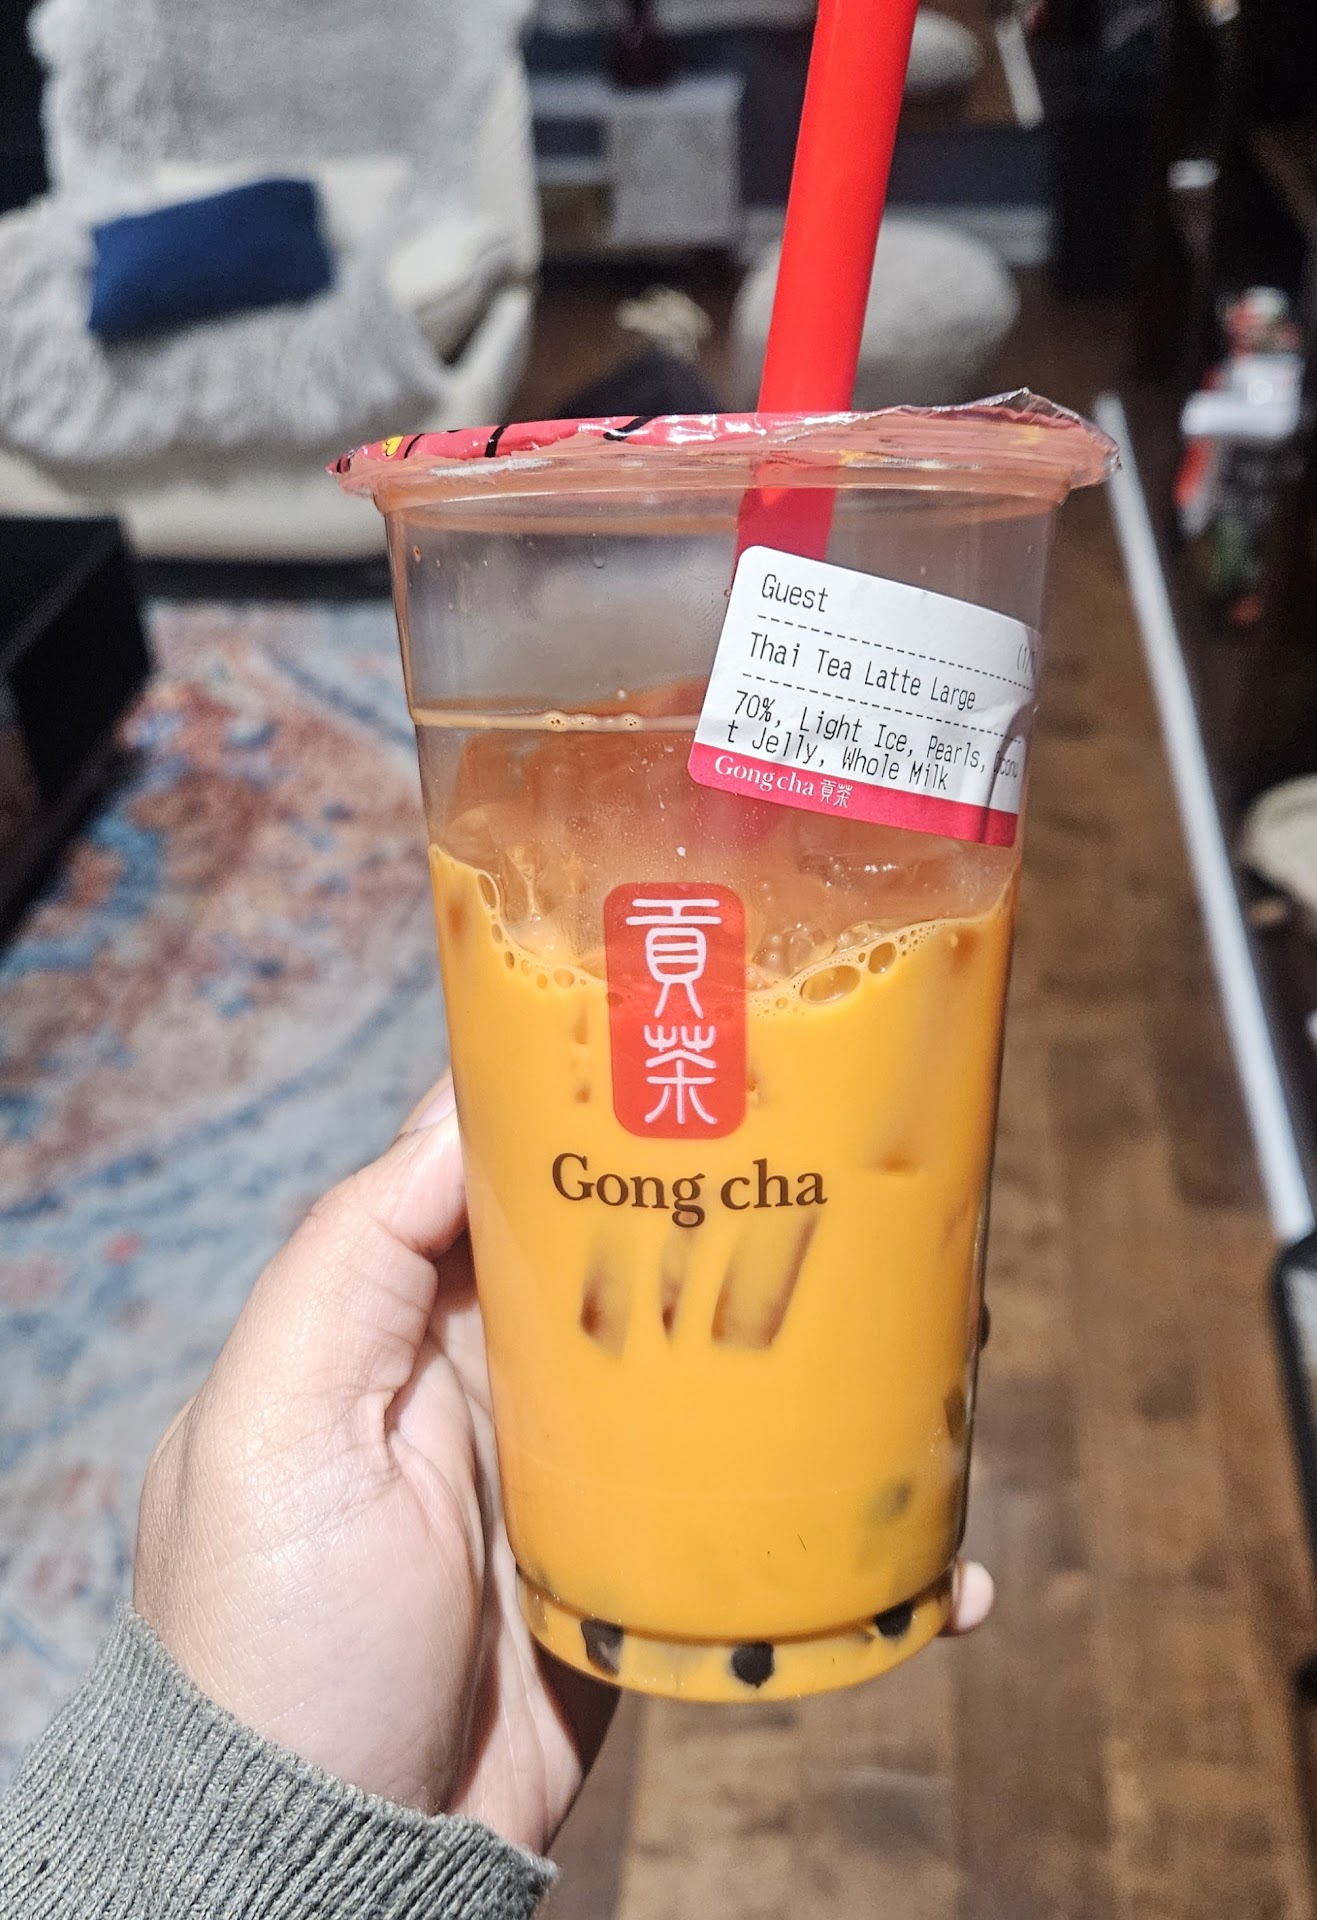 Guest
Thai Tea Latte Large
70%, Light Ice, Pearls,
t Jelly, Whole Milk
Gong cha 貢茶
貢
茶
Gong cha